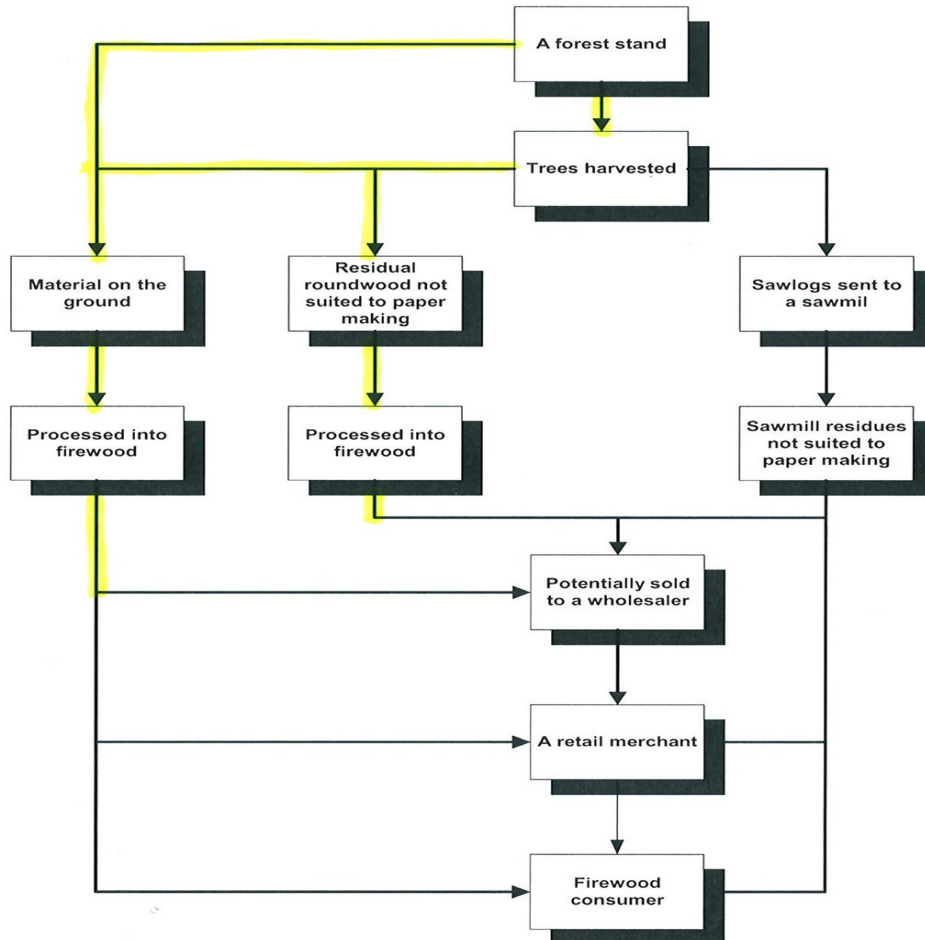 A forest stand
Trees harvested
Material on the
ground
Residual
roundwood not
suited to paper
making
Sawlogs sent to
a sawmil
Processed into
firewood
Processed into
firewood
Sawmill residues
not suited to
paper making
Potentially sold
to a wholesaler
A retail merchant
Firewood
consumer